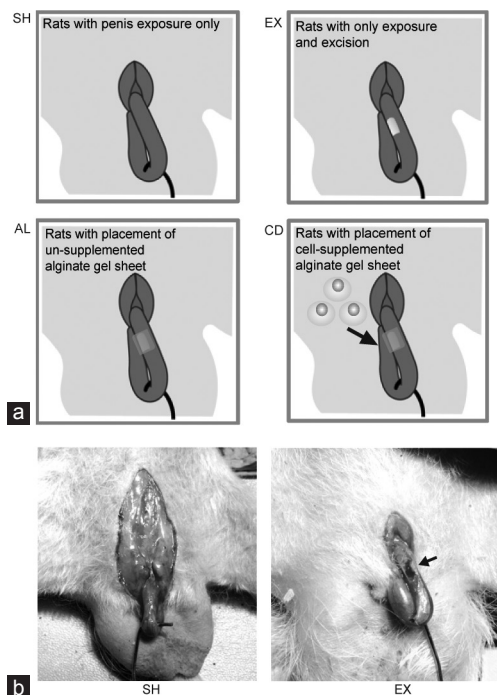 SH
Rats with penis exposure only
EX
Rats with only exposure
and excision
AL
Rats with placement of
un-supplemented
alginate gel sheet
CD
Rats with placement of
cell-supplemented
alginate gel sheet
a
b
SH
EX